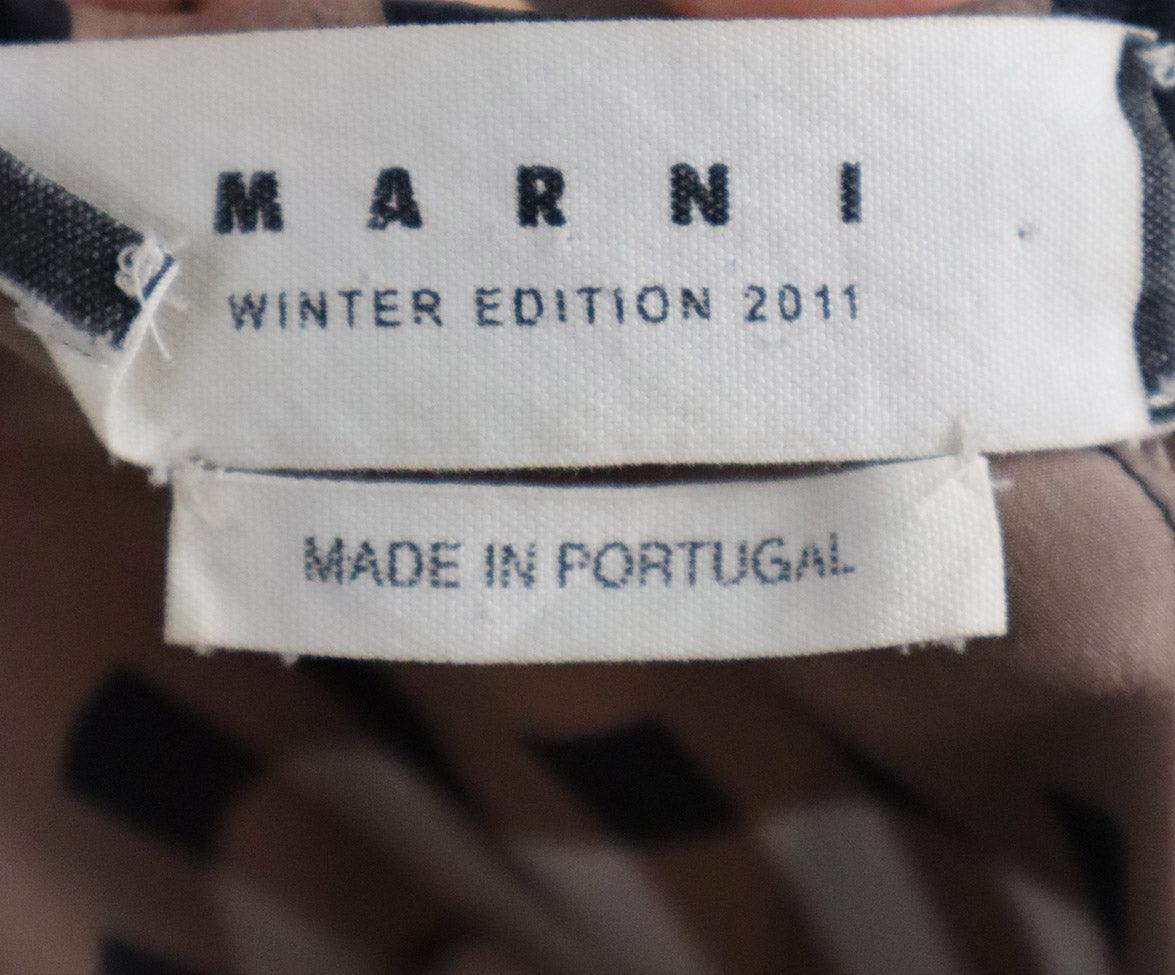 MARNI
WINTER EDITION 2011
MADE IN PORTUGAL